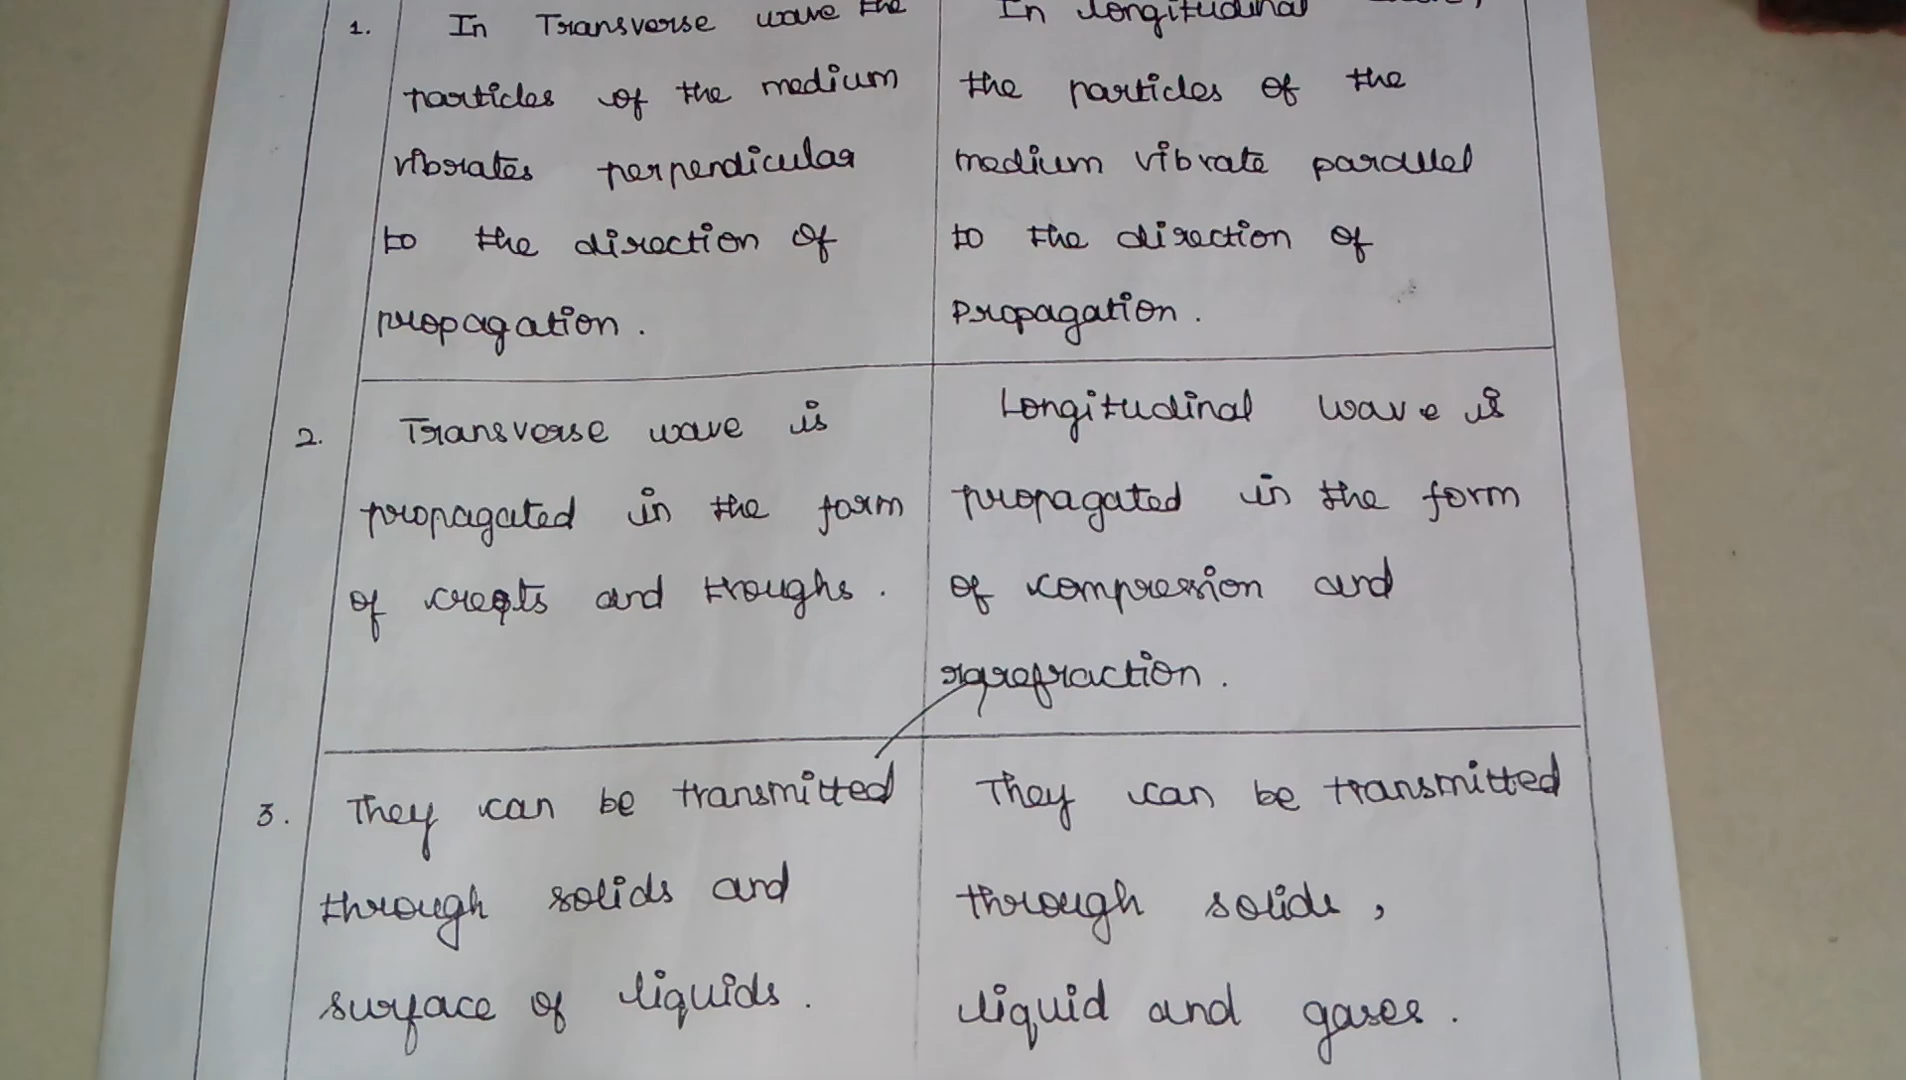 1.
In Transverse wave the
particles of the medium
vibrates perpendicular
to the direction of
propagation.
In longitudinal
the particles of the
medium vibrate parallel
to the direction of
Propagation.
2.
Transverse wave is
propagated in the form
of crests and troughs.
Longitudinal wave is
propagated in the form
of compression and
rarefraction.
3.
They can be transmitted
through solids and
surface of liquids.
They can be transmitted
through solids,
liquid and gases.